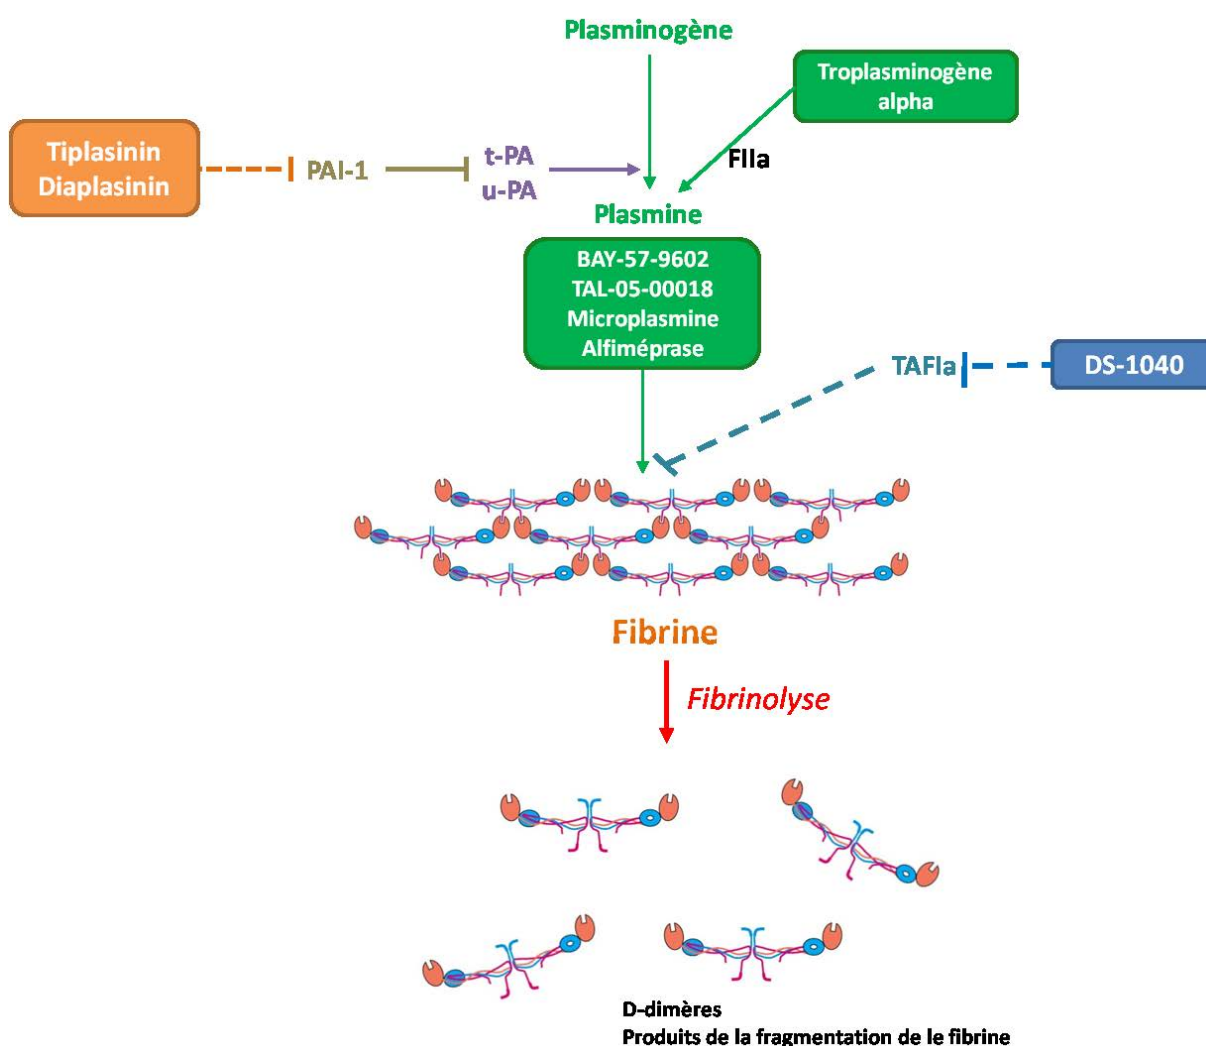 Plasminogène
Troplasminogène
alpha
Tiplasinin
Diaplasinin
PAI-1
t-PA
u-PA
FIIa
Plasmine
BAY-57-9602
TAL-05-00018
Microplasmine
Alfiméprase
TAFIa
DS-1040
Fibrine
Fibrinolyse
D-dimères
Produits de la fragmentation de le fibrine